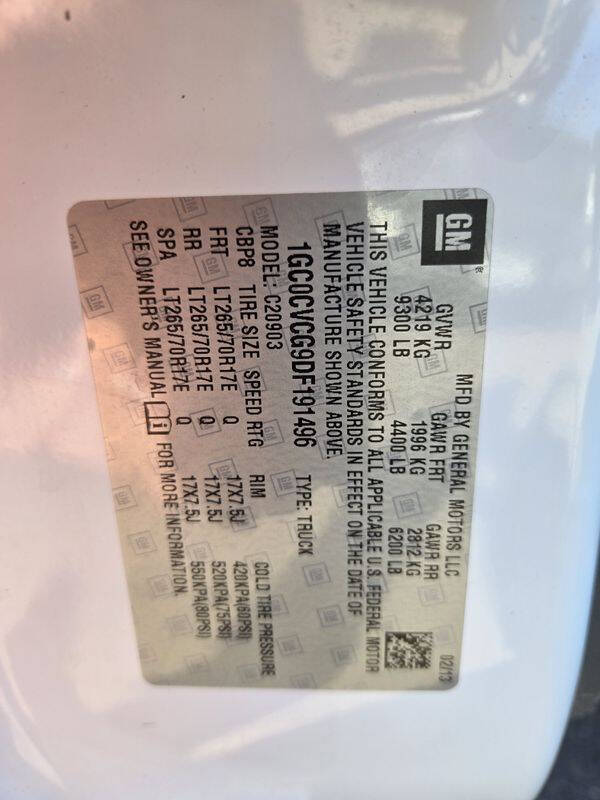 GM
MFD BY GENERAL MOTORS LLC 02/13
GVWR GAWR FRT GAWR RR
4219 KG 1996 KG 2812 KG
9300 LB 4400 LB 6200 LB
THIS VEHICLE CONFORMS TO ALL APPLICABLE U.S. FEDERAL MOTOR
VEHICLE SAFETY STANDARDS IN EFFECT ON THE DATE OF
MANUFACTURE SHOWN ABOVE.
1GC0CVCG9DF191496 TYPE: TRUCK
MODEL: C20903
CBP8 TIRE SIZE SPEED RTG RIM COLD TIRE PRESSURE
FRT LT265/70R17E Q 17X7.5J 420KPA(60PSI)
RR LT265/70R17E Q 17X7.5J 520KPA(75PSI)
SPA LT265/70R17E Q 17X7.5J 550KPA(80PSI)
SEE OWNER'S MANUAL FOR MORE INFORMATION.